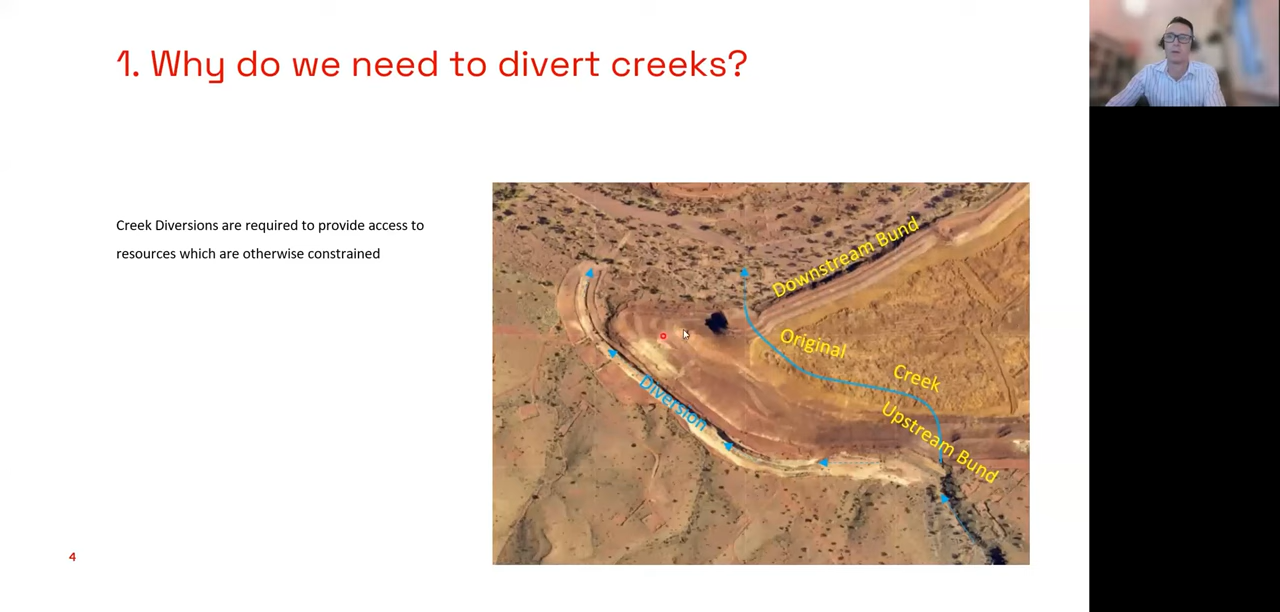 1. Why do we need to divert creeks?
Creek Diversions are required to provide access to
resources which are otherwise constrained
Downstream Bund
Original
Creek
Diversion
Upstream Bund
4